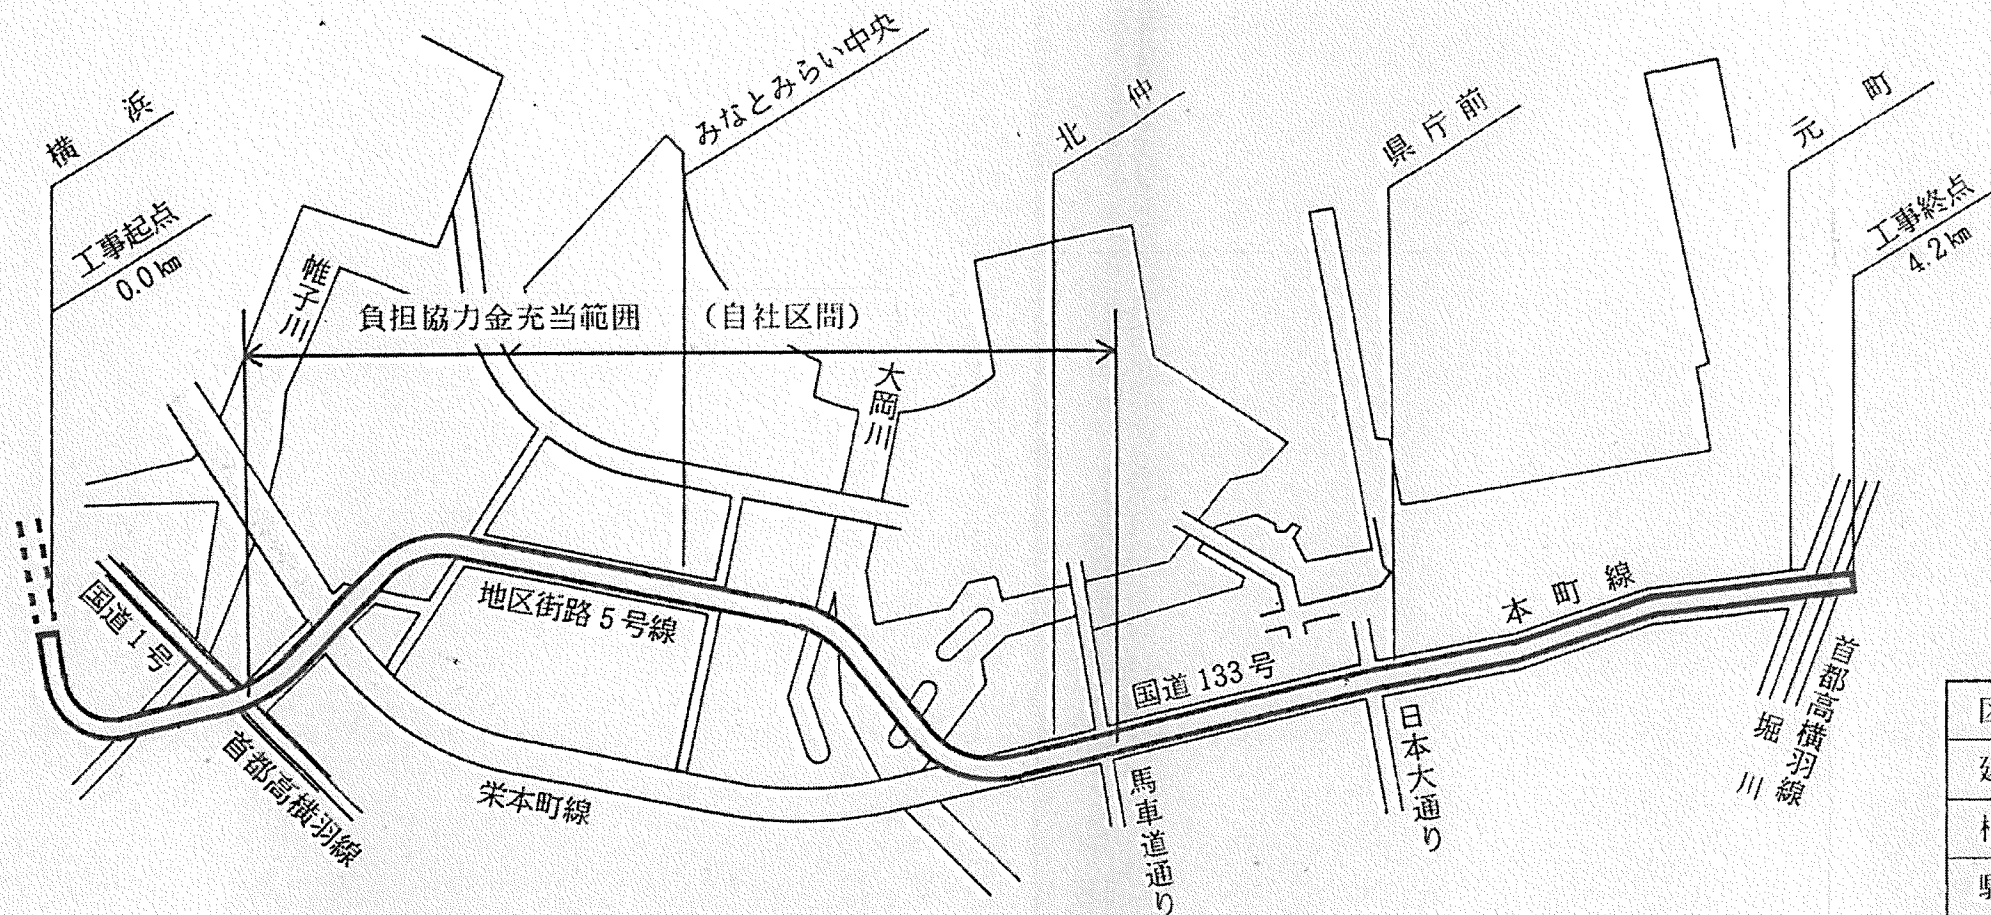 横浜
工事起点
0.0km
帷子川
みなとみらい中央
負担協力金充当範囲 （自社区間）
大岡川
北仲
県庁前
元町
工事終点
4.2km
国道1号
首都高横羽線
地区街路5号線
栄本町線
国道133号
馬車道通り
日本大通り
本町線
堀川
首都高横羽線